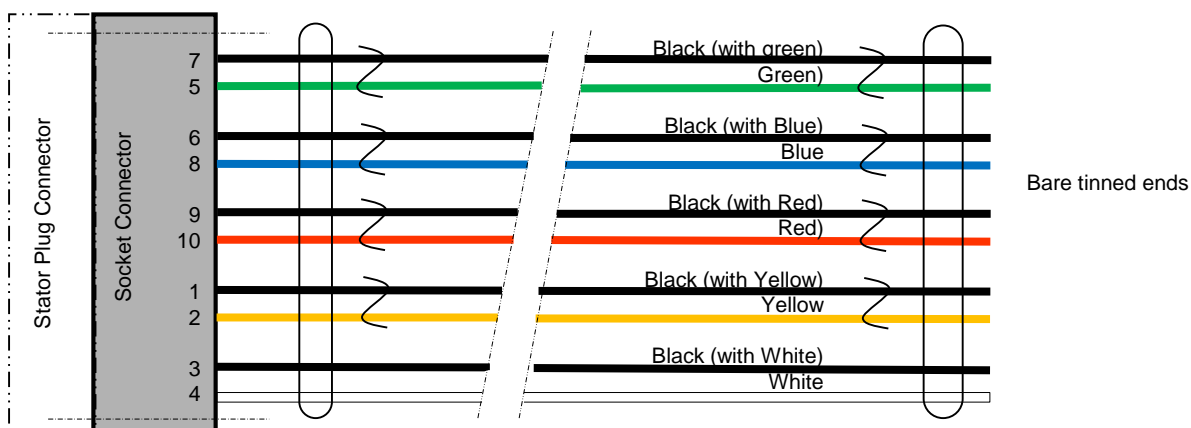 Stator Plug Connector
Socket Connector
7 Black (with green)
5 Green)
6 Black (with Blue)
8 Blue
9 Black (with Red)
10 Red)
1 Black (with Yellow)
2 Yellow
3 Black (with White)
4 White
Bare tinned ends